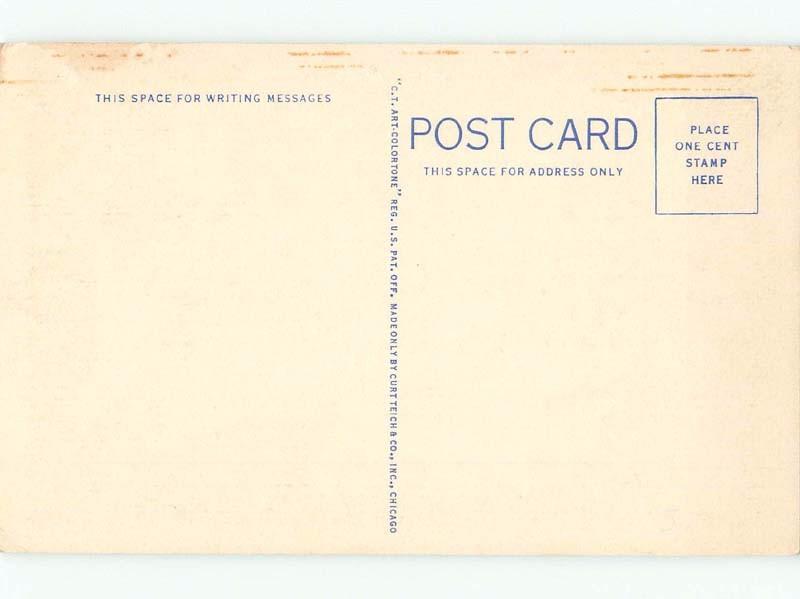 THIS SPACE FOR WRITING MESSAGES
"C.T. ART-COLORTONE" REG. U.S. PAT. OFF. MADE ONLY BY CURT TEICH & CO., INC., CHICAGO
POST CARD
THIS SPACE FOR ADDRESS ONLY
PLACE
ONE CENT
STAMP
HERE